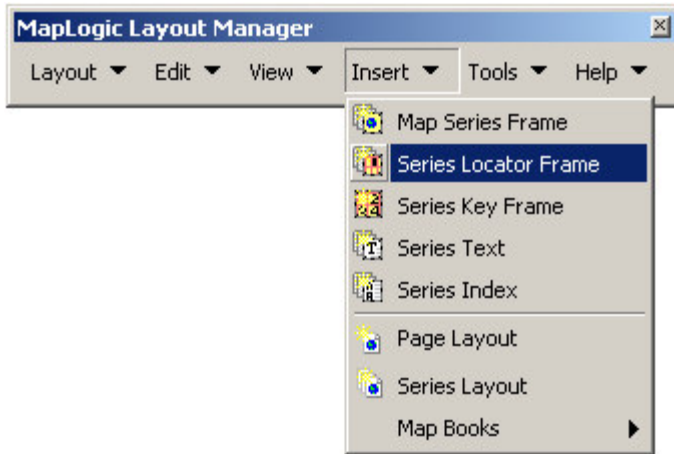 MapLogic Layout Manager
Layout Edit View Insert Tools Help
Map Series Frame
Series Locator Frame
Series Key Frame
Series Text
Series Index
Page Layout
Series Layout
Map Books